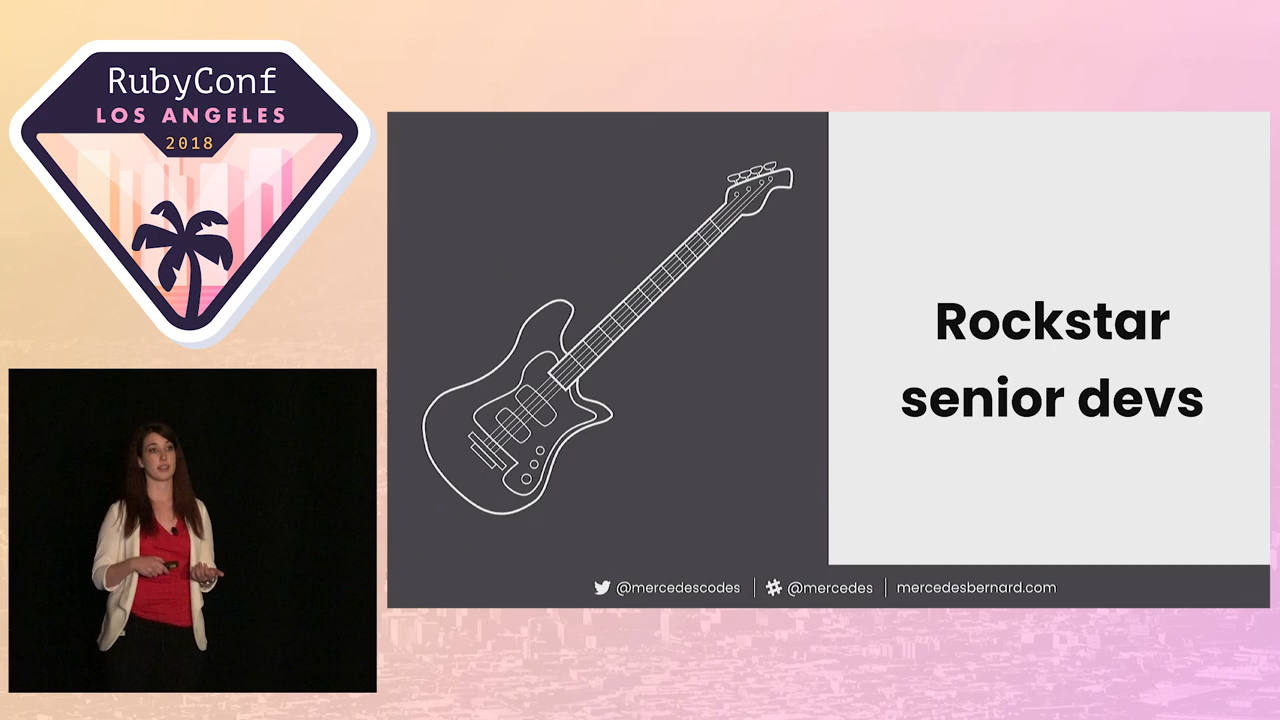 RubyConf
LOS ANGELES
2018
Rockstar
senior devs
@mercedescodes
@mercedes
mercedesbernard.com